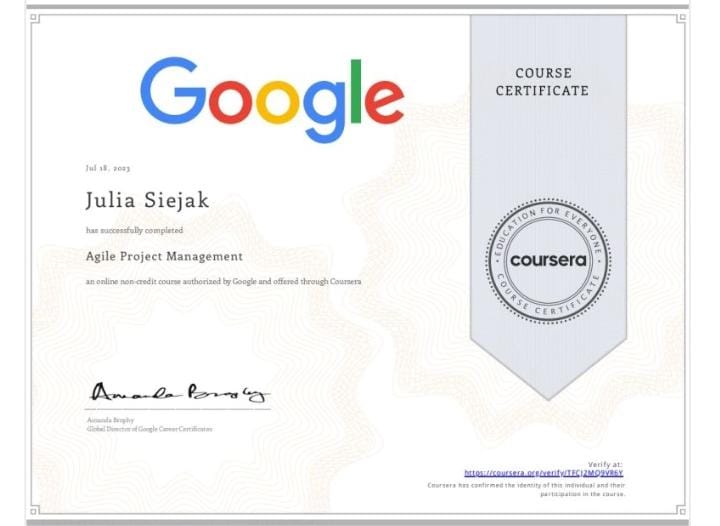 Google
COURSE
CERTIFICATE
Jul 18, 2023
Julia Siejak
has successfully completed
Agile Project Management
an online non-credit course authorized by Google and offered through Coursera
EDUCATION FOR EVERYONE
coursera
COURSE CERTIFICATE
Amanda Brophy
Amanda Brophy
Global Director of Google Career Certificates
Verify at:
https://coursera.org/verify/TFCJ2MQ9VR6Y
Coursera has confirmed the identity of this individual and their
participation in the course.